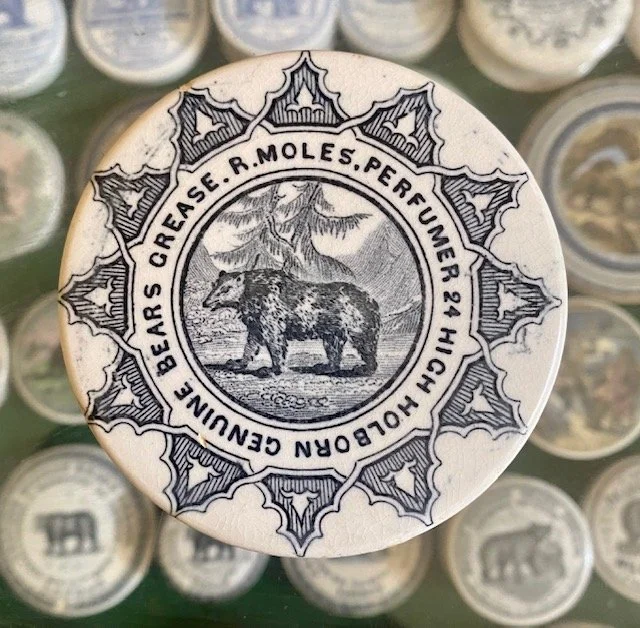 GENUINE BEARS GREASE. R. MOLES, PERFUMER 24 HIGH HOLBORN